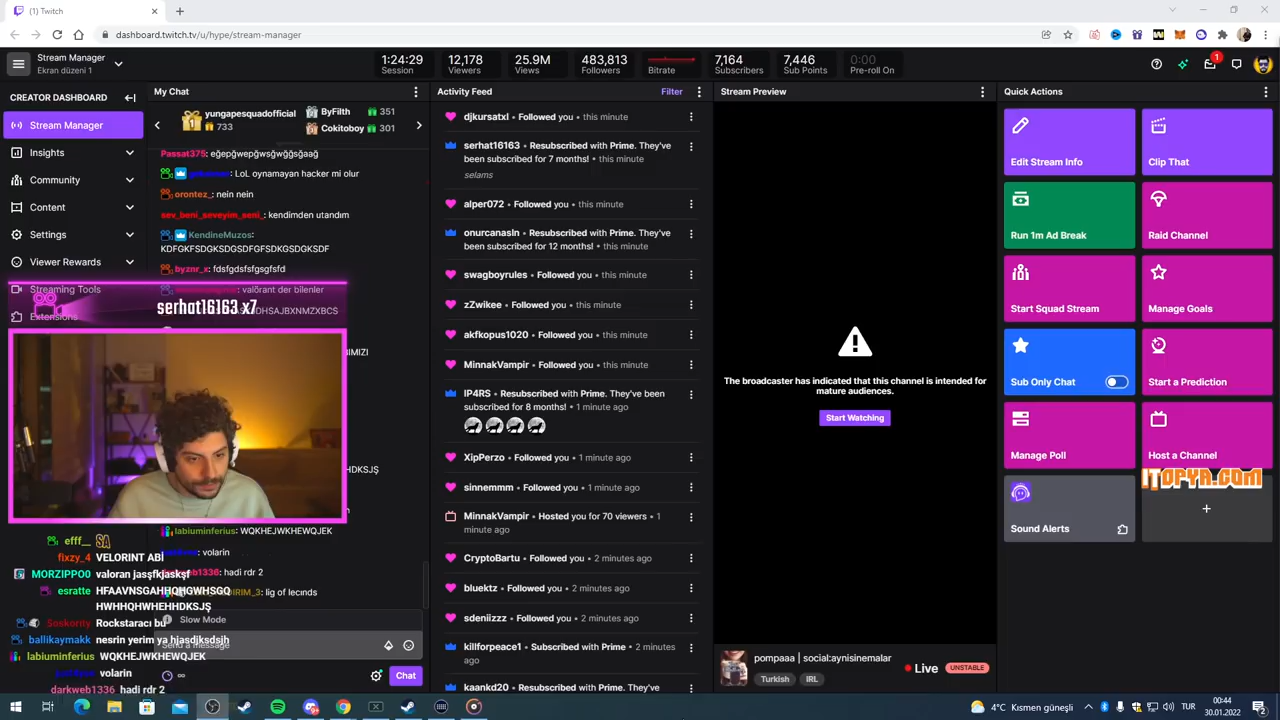 (1) Twitch
dashboard.twitch.tv/u/hype/stream-manager
Stream Manager
Ekran düzeni 1
1:24:29
Session
12,178
Viewers
25.9M
Views
483,813
Followers
Bitrate
7,164
Subscribers
7,446
Sub Points
0:00
Pre-roll On
1
CREATOR DASHBOARD
Stream Manager
Insights
Community
Content
Settings
Viewer Rewards
Streaming Tools
Extensions
serhat16163 x7
My Chat
yungapesquadofficial
733
ByFilth 351
Cokitoboy 301
Passat375: eğepğwepğwsğwğğsğaağ
LoL oynamayan hacker mi olur
orontez_: nein nein
sev_beni_seveyim_seni_: kendimden utandım
KendineMuzos:
KDFGKFSDGKSDGSDFGFSDKGSDGKSDF
byznr_x: fdsfgdsfsfgsgfsfd
valörant der bilenler
labiuminferius: WQKHEJWKHEWQJEK
volarin
hadi rdr 2
lig of lecınds
Slow Mode
Send a message
Chat
efff__
fixzy_4 VELORINT ABİ
MORZIPPO0 valoran jasşfkjaskşf
esratte HFAAVNSGAHHQHGWHSGQ
HWHHQHWHEHHDKSJŞ
Soskority Rockstaracı bu
ballikaymakk nesrin yerim ya hjasdjksdsjh
labiuminferius WQKHEJWKHEWQJEK
volarin
darkweb1336 hadi rdr 2
Activity Feed
Filter
djkursatxl • Followed you • this minute
serhat16163 • Resubscribed with Prime. They've
been subscribed for 7 months! • this minute
selams
alper072 • Followed you • this minute
onurcanasln • Resubscribed with Prime. They've
been subscribed for 12 months! • this minute
swagboyrules • Followed you • this minute
zZwikee • Followed you • this minute
akfkopus1020 • Followed you • this minute
MinnakVampir • Followed you • this minute
IP4RS • Resubscribed with Prime. They've been
subscribed for 8 months! • 1 minute ago
XipPerzo • Followed you • 1 minute ago
sinnemmm • Followed you • 1 minute ago
MinnakVampir • Hosted you for 70 viewers • 1
minute ago
CryptoBartu • Followed you • 2 minutes ago
bluektz • Followed you • 2 minutes ago
sdeniizzz • Followed you • 2 minutes ago
killforpeace1 • Subscribed with Prime • 2 minutes
ago
kaankd20 • Resubscribed with Prime. They've
Stream Preview
The broadcaster has indicated that this channel is intended for
mature audiences.
Start Watching
pompaaa | social:aynisinemalar
Turkish
IRL
Live
UNSTABLE
Quick Actions
Edit Stream Info
Clip That
Run 1m Ad Break
Raid Channel
Start Squad Stream
Manage Goals
Sub Only Chat
Start a Prediction
Manage Poll
Host a Channel
ITOPYA.COM
Sound Alerts
4°C Kısmen güneşli
TUR
00:44
30.01.2022
2